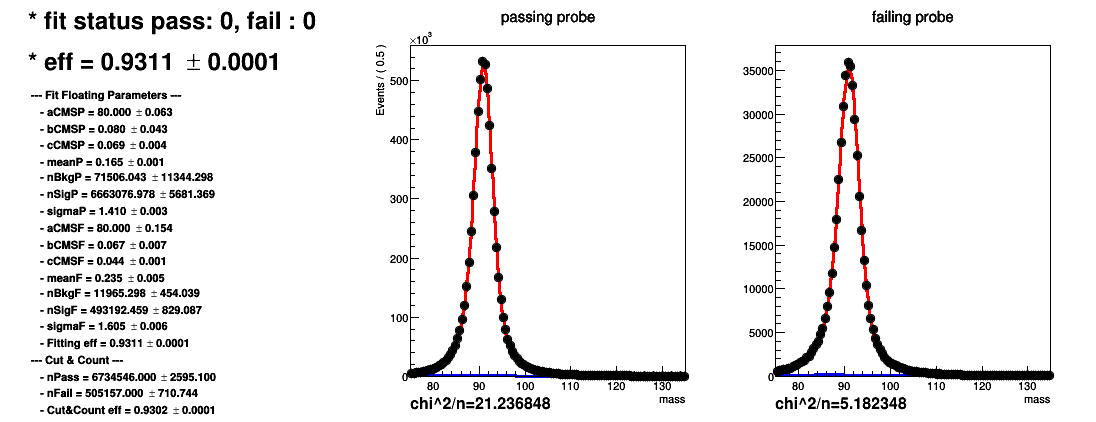 * fit status pass: 0, fail : 0
* eff = 0.9311 ± 0.0001
--- Fit Floating Parameters ---
- aCMSP = 80.000 ± 0.063
- bCMSP = 0.080 ± 0.043
- cCMSP = 0.069 ± 0.004
- meanP = 0.165 ± 0.001
- nBkgP = 71506.043 ± 11344.298
- nSigP = 6663076.978 ± 5681.369
- sigmaP = 1.410 ± 0.003
- aCMSF = 80.000 ± 0.154
- bCMSF = 0.067 ± 0.007
- cCMSF = 0.044 ± 0.001
- meanF = 0.235 ± 0.005
- nBkgF = 11965.298 ± 454.039
- nSigF = 493192.459 ± 829.087
- sigmaF = 1.605 ± 0.006
- Fitting eff = 0.9311 ± 0.0001
--- Cut & Count ---
- nPass = 6734546.000 ± 2595.100
- nFail = 505157.000 ± 710.744
- Cut&Count eff = 0.9302 ± 0.0001
passing probe
×10³
Events / ( 0.5 )
500
400
300
200
100
0
80 90 100 110 120 130
mass
chi^2/n=21.236848
failing probe
35000
30000
25000
20000
15000
10000
5000
0
80 90 100 110 120 130
mass
chi^2/n=5.182348